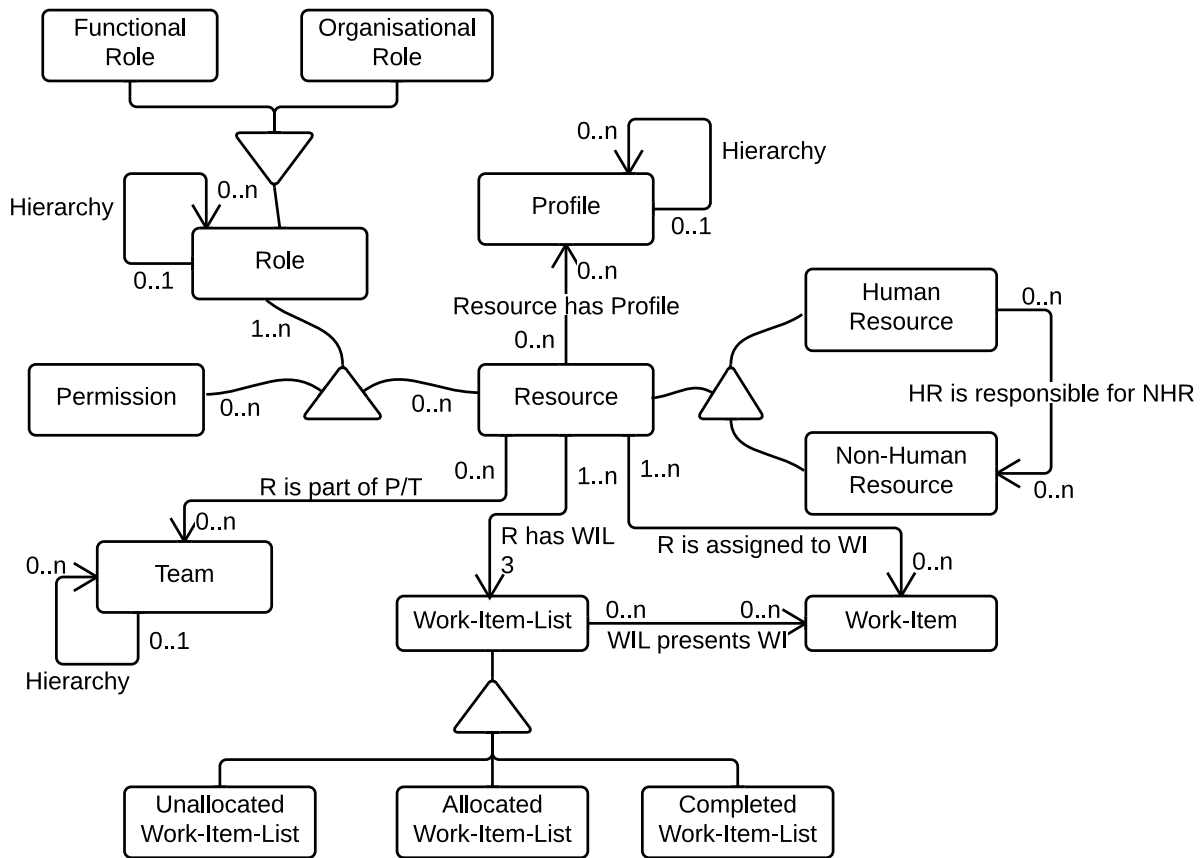 Functional
Role
Organisational
Role
0..n
Hierarchy
Profile
0..1
0..n
Hierarchy
Role
0..1
0..n
Resource has Profile
0..n
Human
Resource
0..n
1..n
Permission
0..n
0..n
Resource
HR is responsible for NHR
Non-Human
Resource
0..n
0..n
1..n
1..n
R is part of P/T
0..n
R has WIL
3
R is assigned to WI
0..n
0..n
Team
0..1
Hierarchy
Work-Item-List
0..n
0..n
WIL presents WI
Work-Item
Unallocated
Work-Item-List
Allocated
Work-Item-List
Completed
Work-Item-List